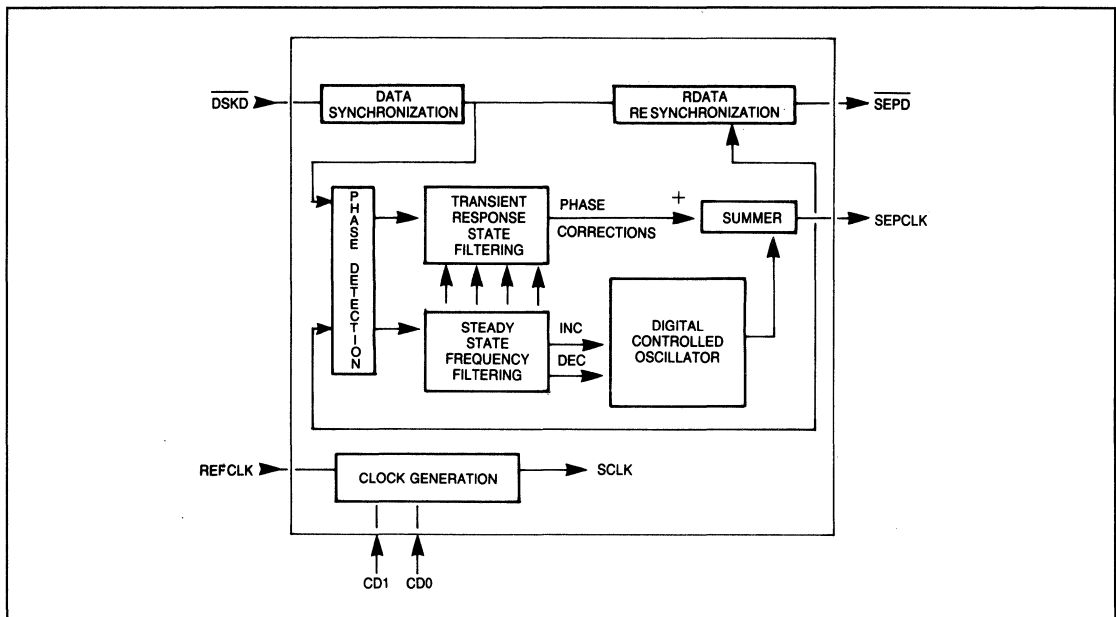 DSKD
DATA
SYNCHRONIZATION
RDATA
RESYNCHRONIZATION
SEPD
PHASE DETECTION
TRANSIENT
RESPONSE
STATE
FILTERING
PHASE
CORRECTIONS
+
SUMMER
SEPCLK
STEADY
STATE
FREQUENCY
FILTERING
INC
DEC
DIGITAL
CONTROLLED
OSCILLATOR
REFCLK
CLOCK GENERATION
SCLK
CD1
CD0